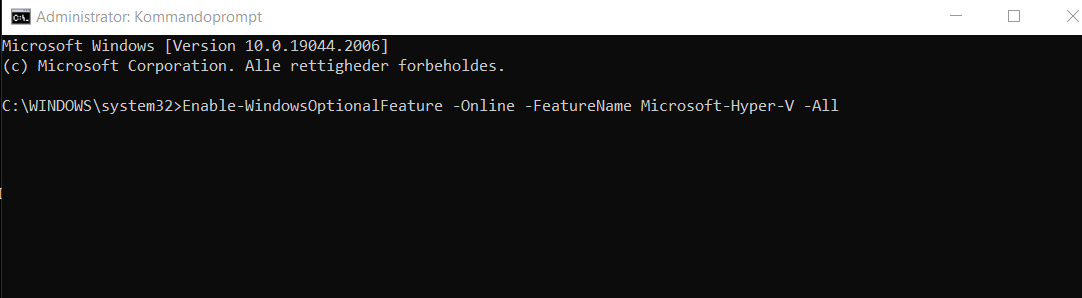 Administrator: Kommandoprompt
Microsoft Windows [Version 10.0.19044.2006]
(c) Microsoft Corporation. Alle rettigheder forbeholdes.
C:\WINDOWS\system32>Enable-WindowsOptionalFeature -Online -FeatureName Microsoft-Hyper-V -All